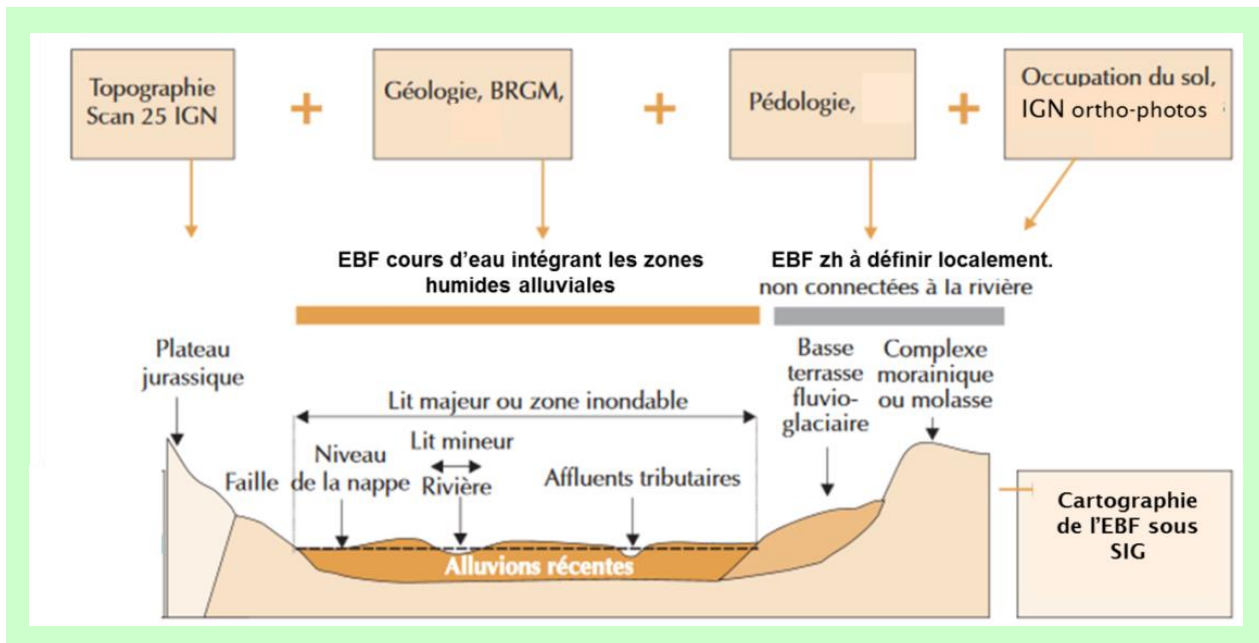 Topographie
Scan 25 IGN
+
Géologie, BRGM,
+
Pédologie,
+
Occupation du sol,
IGN ortho-photos
EBF cours d'eau intégrant les zones
humides alluviales
EBF zh à définir localement.
non connectées à la rivière
Plateau
jurassique
Basse
terrasse
fluvio-
glaciaire
Complexe
morainique
ou molasse
Lit majeur ou zone inondable
Lit mineur
Niveau
de la nappe
Faille
Rivière
Affluents tributaires
Alluvions récentes
Cartographie
de l'EBF sous
SIG